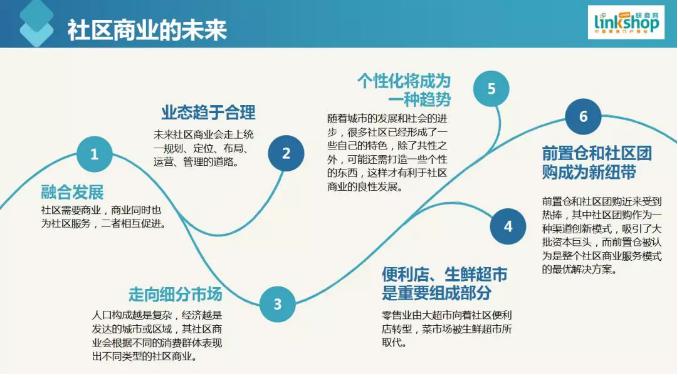 社区商业的未来
联商网
linkshop
1
融合发展
社区需要商业，商业同时也
为社区服务，二者相互促进。
业态趋于合理
未来社区商业会走上统
一规划、定位、布局、
运营、管理的道路。
2
走向细分市场
人口构成越是复杂，经济越是
发达的城市或区域，其社区商
业会根据不同的消费群体表现
出不同类型的社区商业。
3
便利店、生鲜超市
是重要组成部分
零售业由大超市向着社区便利
店转型，菜市场被生鲜超市所
取代。
4
个性化将成为
一种趋势
随着城市的发展和社会的进
步，很多社区已经形成了一
些自己的特色，除了共性之
外，可能还需打造一些个性
的东西，这样才有利于社区
商业的良性发展。
5
6
前置仓和社区团
购成为新纽带
前置仓和社区团购近来受到
热捧，其中社区团购作为一
种渠道创新模式，吸引了大
批资本巨头，而前置仓被认
为是整个社区商业服务模式
的最优解决方案。